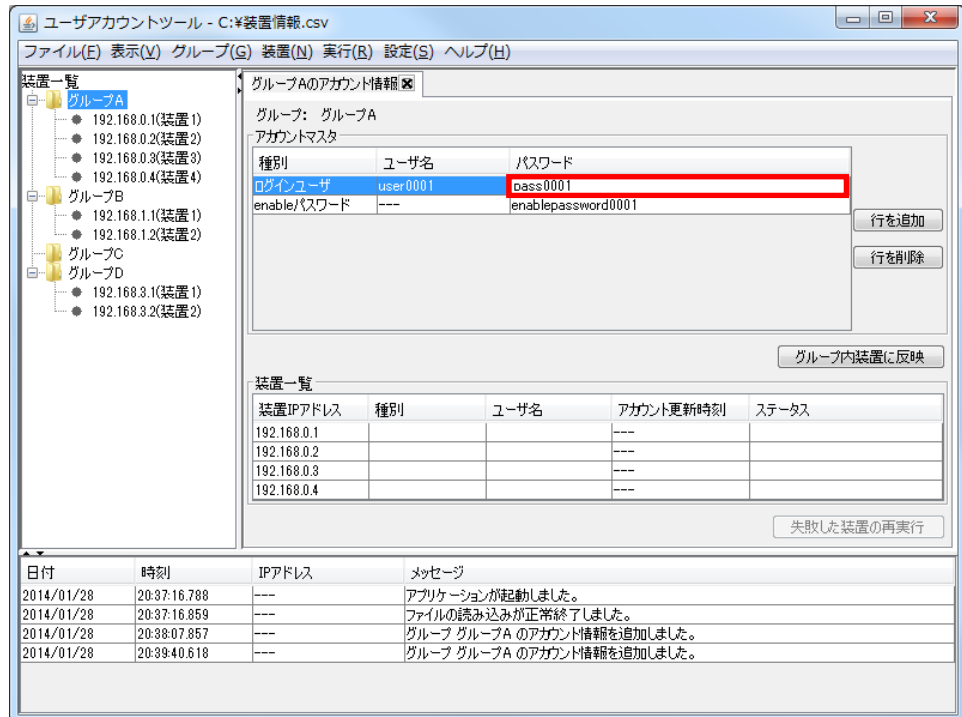 ユーザアカウントツール - C:¥装置情報.csv
ファイル(F) 表示(V) グループ(G) 装置(N) 実行(R) 設定(S) ヘルプ(H)
装置一覧
グループA
192.168.0.1(装置1)
192.168.0.2(装置2)
192.168.0.3(装置3)
192.168.0.4(装置4)
グループB
192.168.1.1(装置1)
192.168.1.2(装置2)
グループC
グループD
192.168.3.1(装置1)
192.168.3.2(装置2)
グループAのアカウント情報
グループ: グループA
アカウントマスタ
種別 ユーザ名 パスワード
ログインユーザ user0001 pass0001
enableパスワード --- enablepassword0001
行を追加
行を削除
グループ内装置に反映
装置一覧
装置IPアドレス 種別 ユーザ名 アカウント更新時刻 ステータス
192.168.0.1 ---
192.168.0.2 ---
192.168.0.3 ---
192.168.0.4 ---
失敗した装置の再実行
日付 時刻 IPアドレス メッセージ
2014/01/28 20:37:16.788 --- アプリケーションが起動しました。
2014/01/28 20:37:16.859 --- ファイルの読み込みが正常終了しました。
2014/01/28 20:38:07.857 --- グループ グループA のアカウント情報を追加しました。
2014/01/28 20:39:40.618 --- グループ グループA のアカウント情報を追加しました。